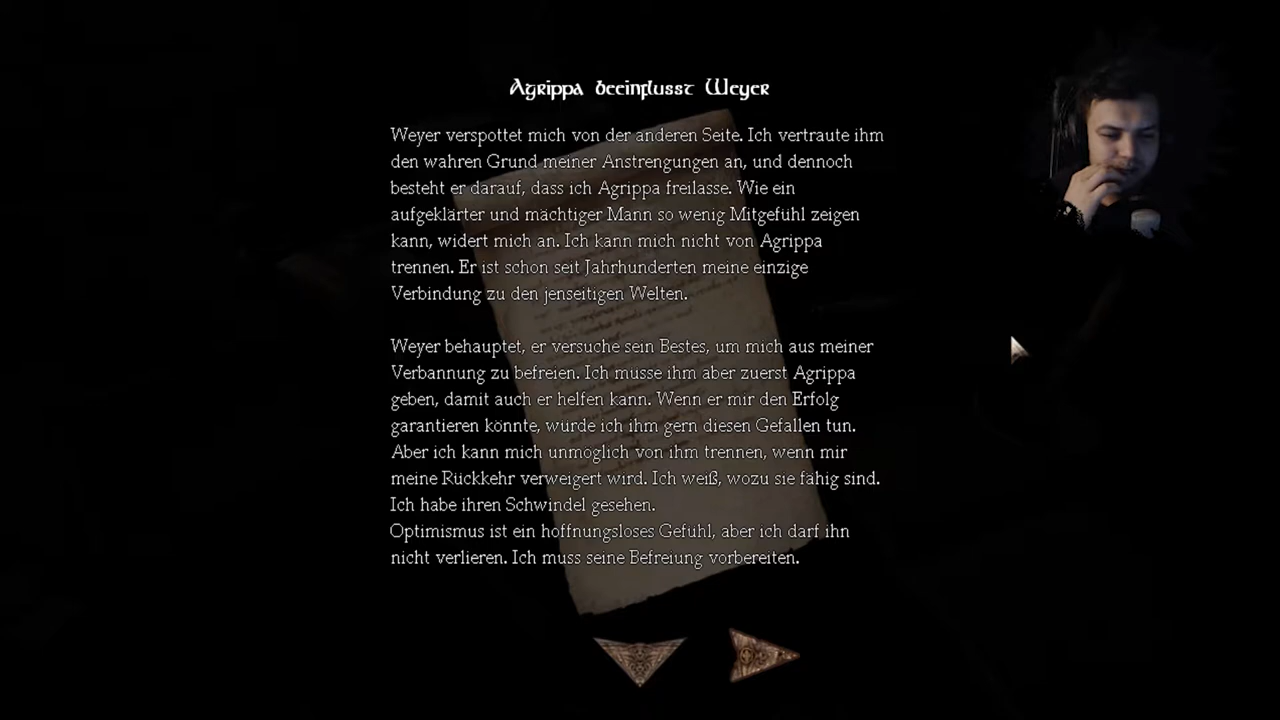 Agrippa beeinflusst Weyer
Weyer verspottet mich von der anderen Seite. Ich vertraute ihm
den wahren Grund meiner Anstrengungen an, und dennoch
besteht er darauf, dass ich Agrippa freilasse. Wie ein
aufgeklärter und mächtiger Mann so wenig Mitgefühl zeigen
kann, widert mich an. Ich kann mich nicht von Agrippa
trennen. Er ist schon seit Jahrhunderten meine einzige
Verbindung zu den jenseitigen Welten.
Weyer behauptet, er versuche sein Bestes, um mich aus meiner
Verbannung zu befreien. Ich müsse ihm aber zuerst Agrippa
geben, damit auch er helfen kann. Wenn er mir den Erfolg
garantieren könnte, würde ich ihm gern diesen Gefallen tun.
Aber ich kann mich unmöglich von ihm trennen, wenn mir
meine Rückkehr verweigert wird. Ich weiß, wozu sie fähig sind.
Ich habe ihren Schwindel gesehen.
Optimismus ist ein hoffnungsloses Gefühl, aber ich darf ihn
nicht verlieren. Ich muss seine Befreiung vorbereiten.